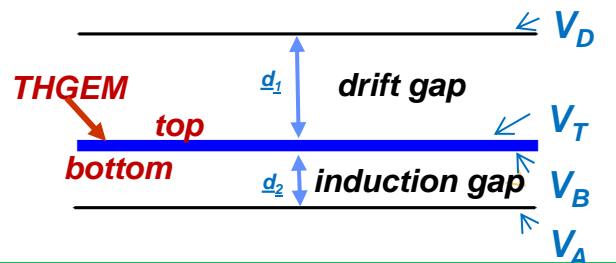 V_D
d_1
drift gap
THGEM
top
V_T
bottom
d_2
induction gap
V_B
V_A